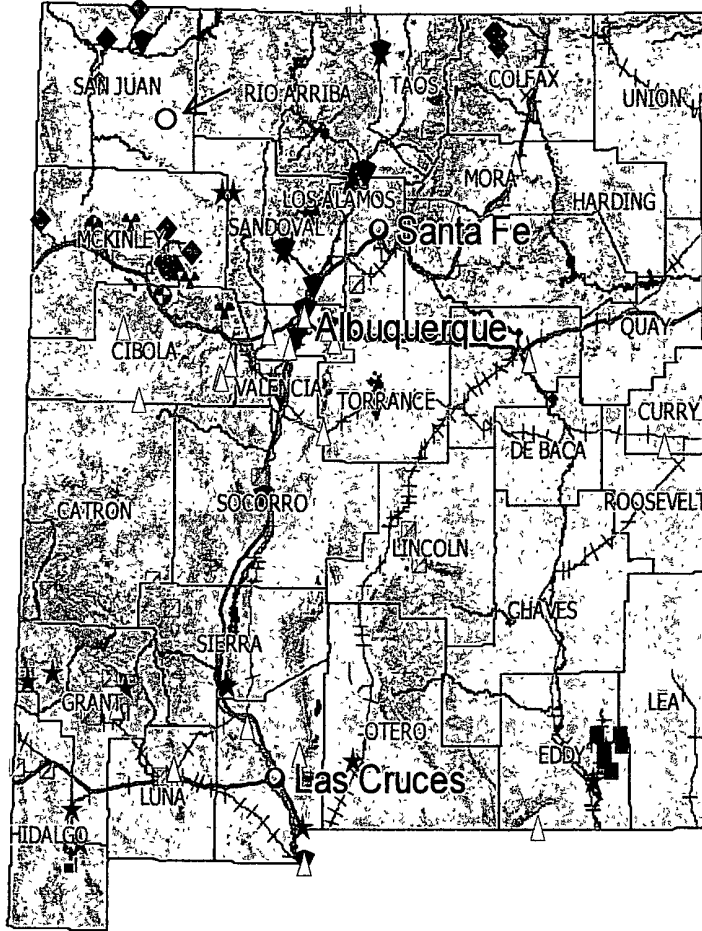 SAN JUAN
RIO ARRIBA
TAOS
COLFAX
UNION
MORA
HARDING
LOS ALAMOS
MCKINLEY
SANDOVAL
Santa Fe
Albuquerque
QUAY
CIBOLA
VALENCIA
TORRANCE
CURRY
DE BACA
CATRON
SOCORRO
ROOSEVELT
LINCOLN
CHAVES
SIERRA
GRANT
LEA
OTERO
EDDY
Las Cruces
LUNA
HIDALGO